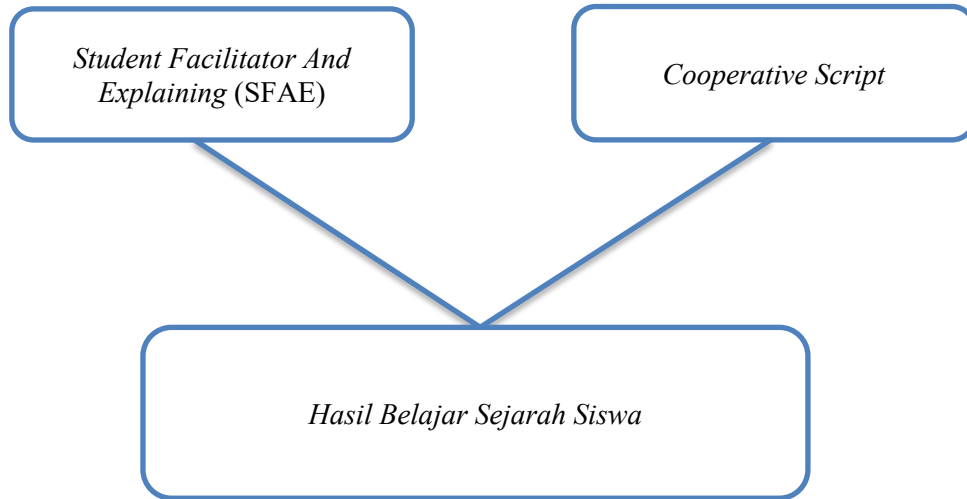 Student Facilitator And
Explaining (SFAE)
Cooperative Script
Hasil Belajar Sejarah Siswa